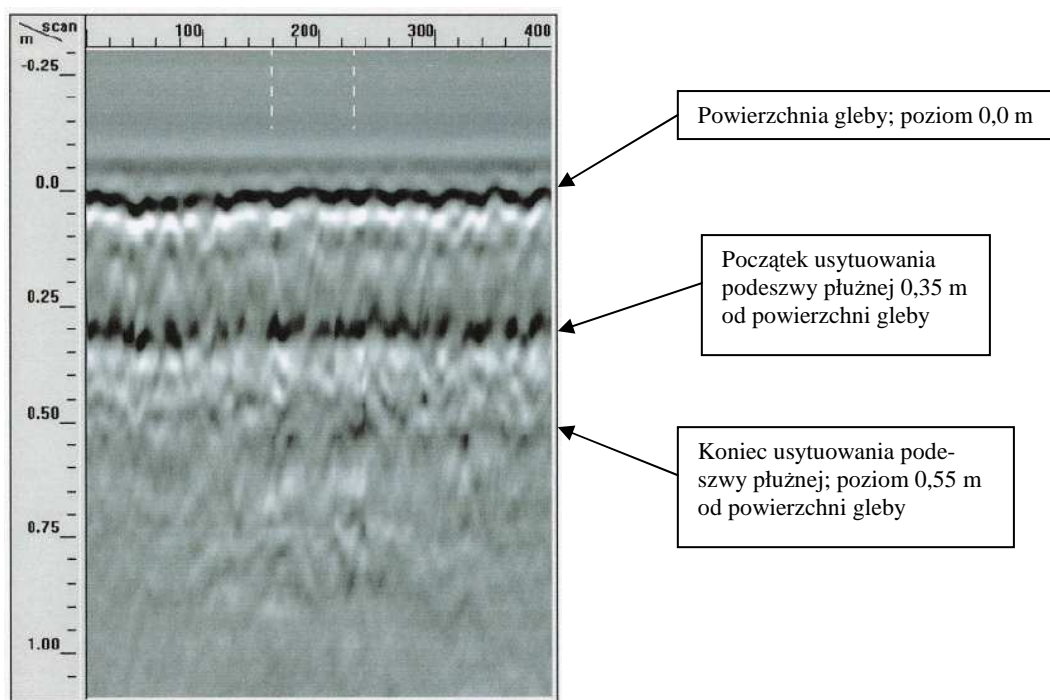 scan
m
100 200 300 400
-0.25
0.0
0.25
0.50
0.75
1.00
Powierzchnia gleby; poziom 0,0 m
Początek usytuowania
podeszwy płużnej 0,35 m
od powierzchni gleby
Koniec usytuowania pode-
szwy płużnej; poziom 0,55 m
od powierzchni gleby